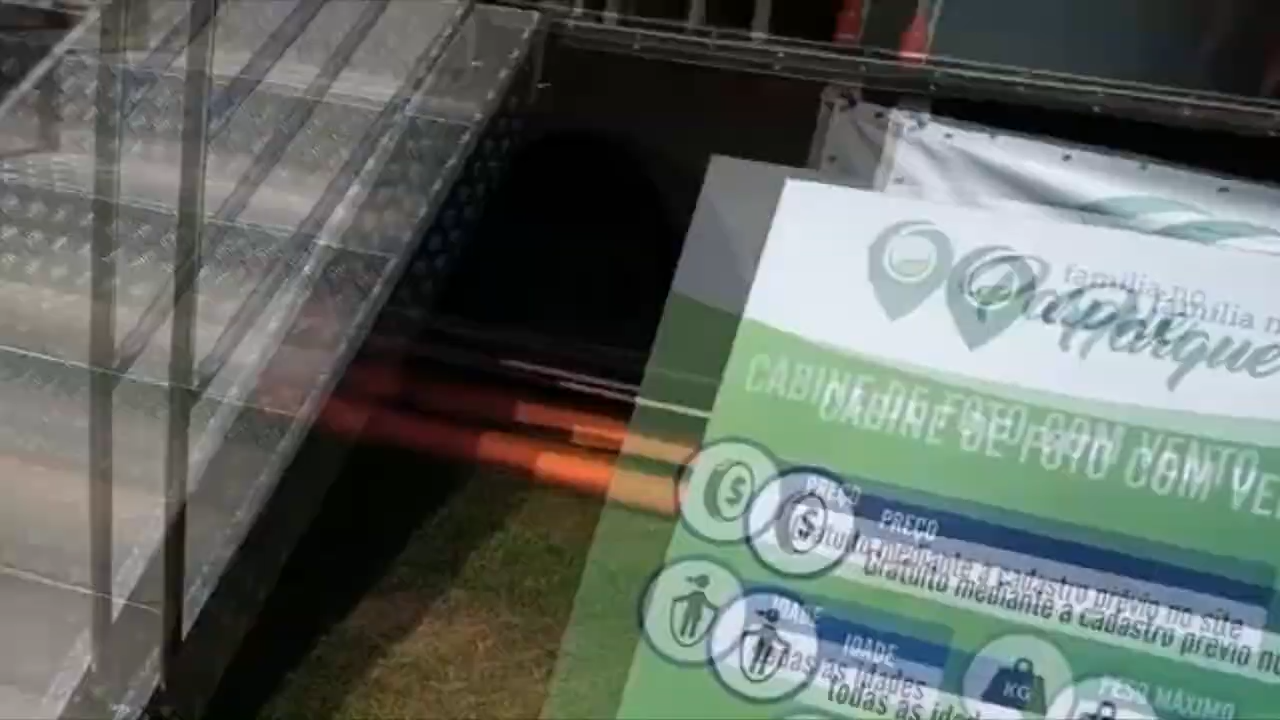 família no
Parque
CABINE DE FOTO COM VENTO
PREÇO
Gratuito mediante a cadastro prévio no site
IDADE
todas as idades
KG
PESO MÁXIMO